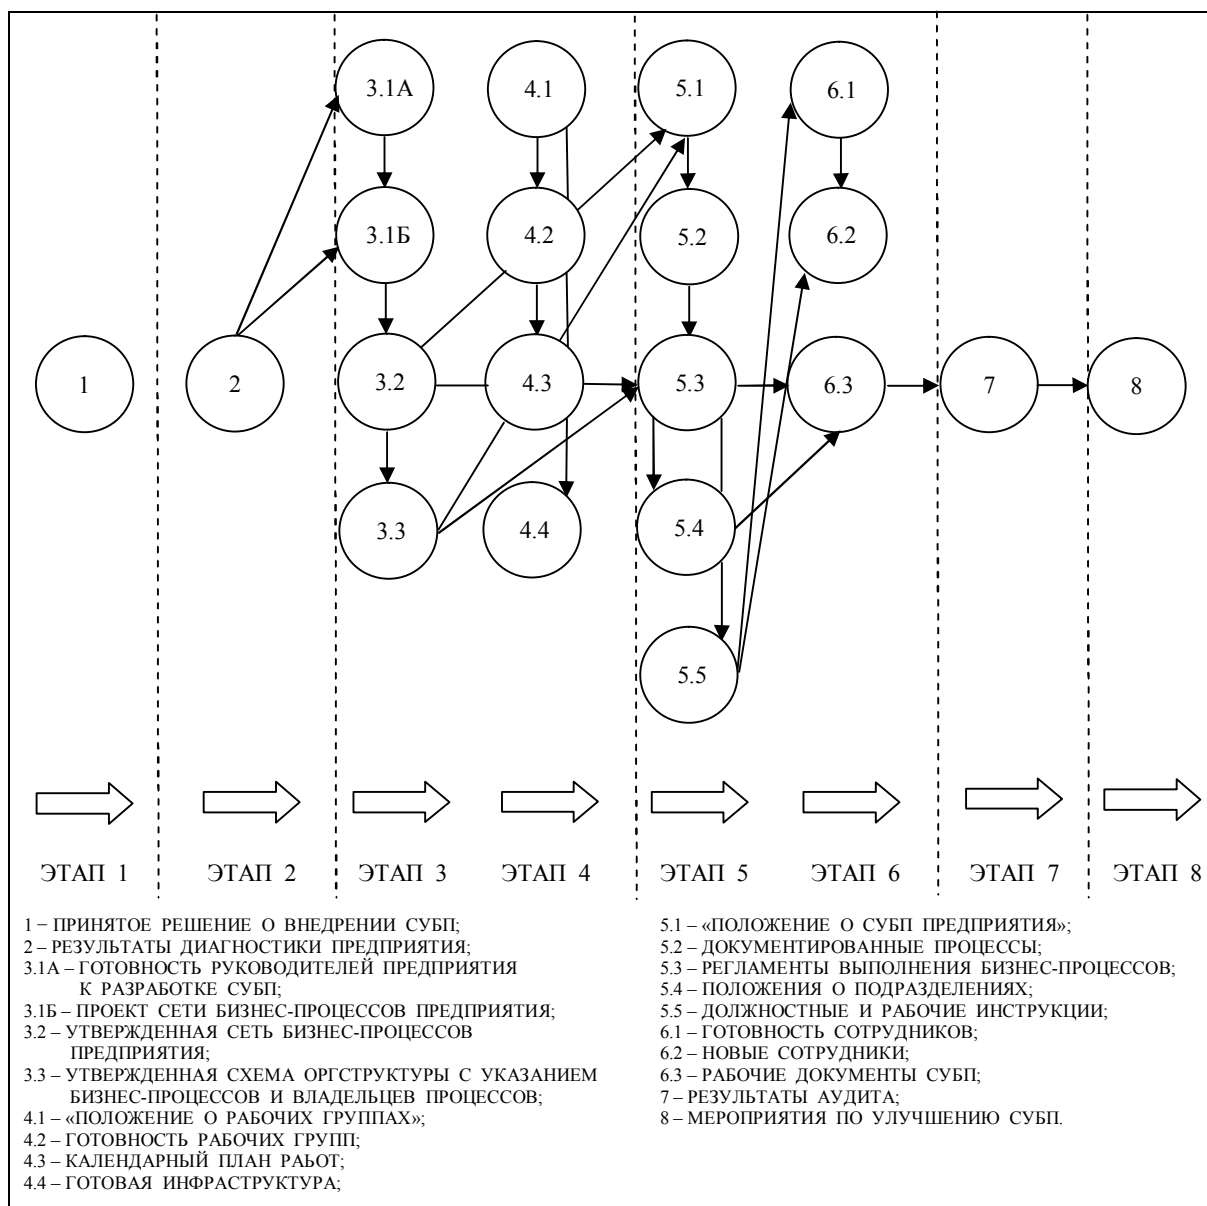 3.1А
4.1
5.1
6.1
3.1Б
4.2
5.2
6.2
1
2
3.2
4.3
5.3
6.3
7
8
3.3
4.4
5.4
5.5
ЭТАП 1
ЭТАП 2
ЭТАП 3
ЭТАП 4
ЭТАП 5
ЭТАП 6
ЭТАП 7
ЭТАП 8
1 – ПРИНЯТОЕ РЕШЕНИЕ О ВНЕДРЕНИИ СУБП;
2 – РЕЗУЛЬТАТЫ ДИАГНОСТИКИ ПРЕДПРИЯТИЯ;
3.1А – ГОТОВНОСТЬ РУКОВОДИТЕЛЕЙ ПРЕДПРИЯТИЯ
К РАЗРАБОТКЕ СУБП;
3.1Б – ПРОЕКТ СЕТИ БИЗНЕС-ПРОЦЕССОВ ПРЕДПРИЯТИЯ;
3.2 – УТВЕРЖДЕННАЯ СЕТЬ БИЗНЕС-ПРОЦЕССОВ
ПРЕДПРИЯТИЯ;
3.3 – УТВЕРЖДЕННАЯ СХЕМА ОРГСТРУКТУРЫ С УКАЗАНИЕМ
БИЗНЕС-ПРОЦЕССОВ И ВЛАДЕЛЬЦЕВ ПРОЦЕССОВ;
4.1 – «ПОЛОЖЕНИЕ О РАБОЧИХ ГРУППАХ»;
4.2 – ГОТОВНОСТЬ РАБОЧИХ ГРУПП;
4.3 – КАЛЕНДАРНЫЙ ПЛАН РАБОТ;
4.4 – ГОТОВАЯ ИНФРАСТРУКТУРА;
5.1 – «ПОЛОЖЕНИЕ О СУБП ПРЕДПРИЯТИЯ»;
5.2 – ДОКУМЕНТИРОВАННЫЕ ПРОЦЕССЫ;
5.3 – РЕГЛАМЕНТЫ ВЫПОЛНЕНИЯ БИЗНЕС-ПРОЦЕССОВ;
5.4 – ПОЛОЖЕНИЯ О ПОДРАЗДЕЛЕНИЯХ;
5.5 – ДОЛЖНОСТНЫЕ И РАБОЧИЕ ИНСТРУКЦИИ;
6.1 – ГОТОВНОСТЬ СОТРУДНИКОВ;
6.2 – НОВЫЕ СОТРУДНИКИ;
6.3 – РАБОЧИЕ ДОКУМЕНТЫ СУБП;
7 – РЕЗУЛЬТАТЫ АУДИТА;
8 – МЕРОПРИЯТИЯ ПО УЛУЧШЕНИЮ СУБП.